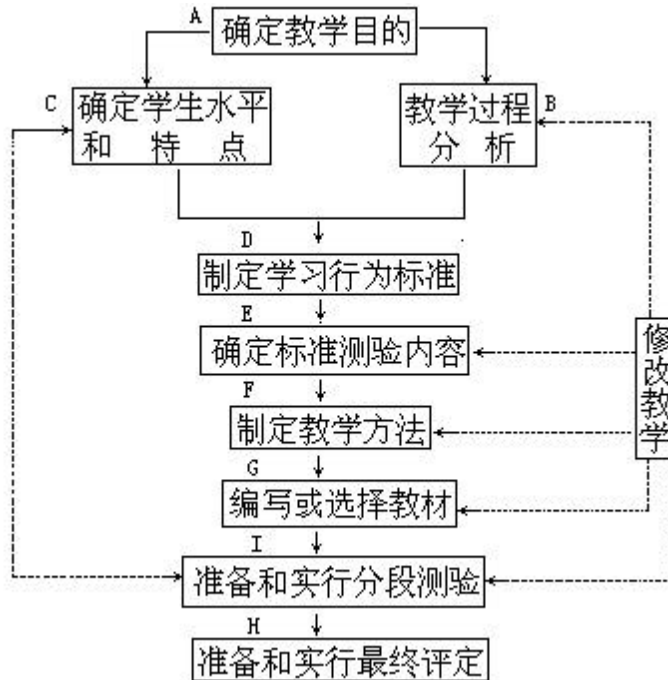 A
确定教学目的
C
确定学生水平
和 特 点
教学过程
分 析
B
D
制定学习行为标准
E
确定标准测验内容
F
制定教学方法
G
编写或选择教材
I
准备和实行分段测验
H
准备和实行最终评定
修改教学